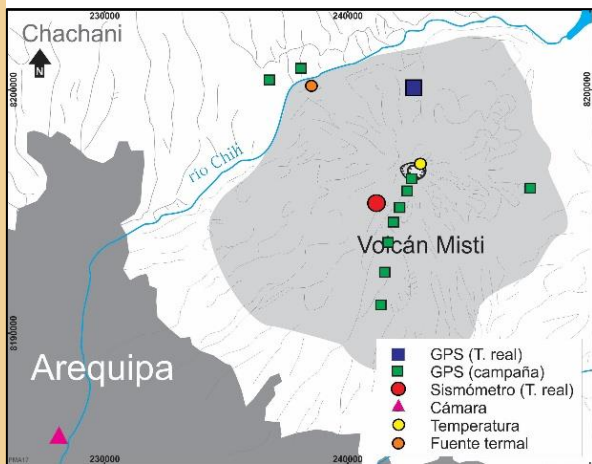 230000
240000
Chachani
N
8200000
8200000
río Chili
Volcán Misti
8190000
Arequipa
GPS (T. real)
GPS (campaña)
Sismómetro (T. real)
Cámara
Temperatura
Fuente termal
230000
240000